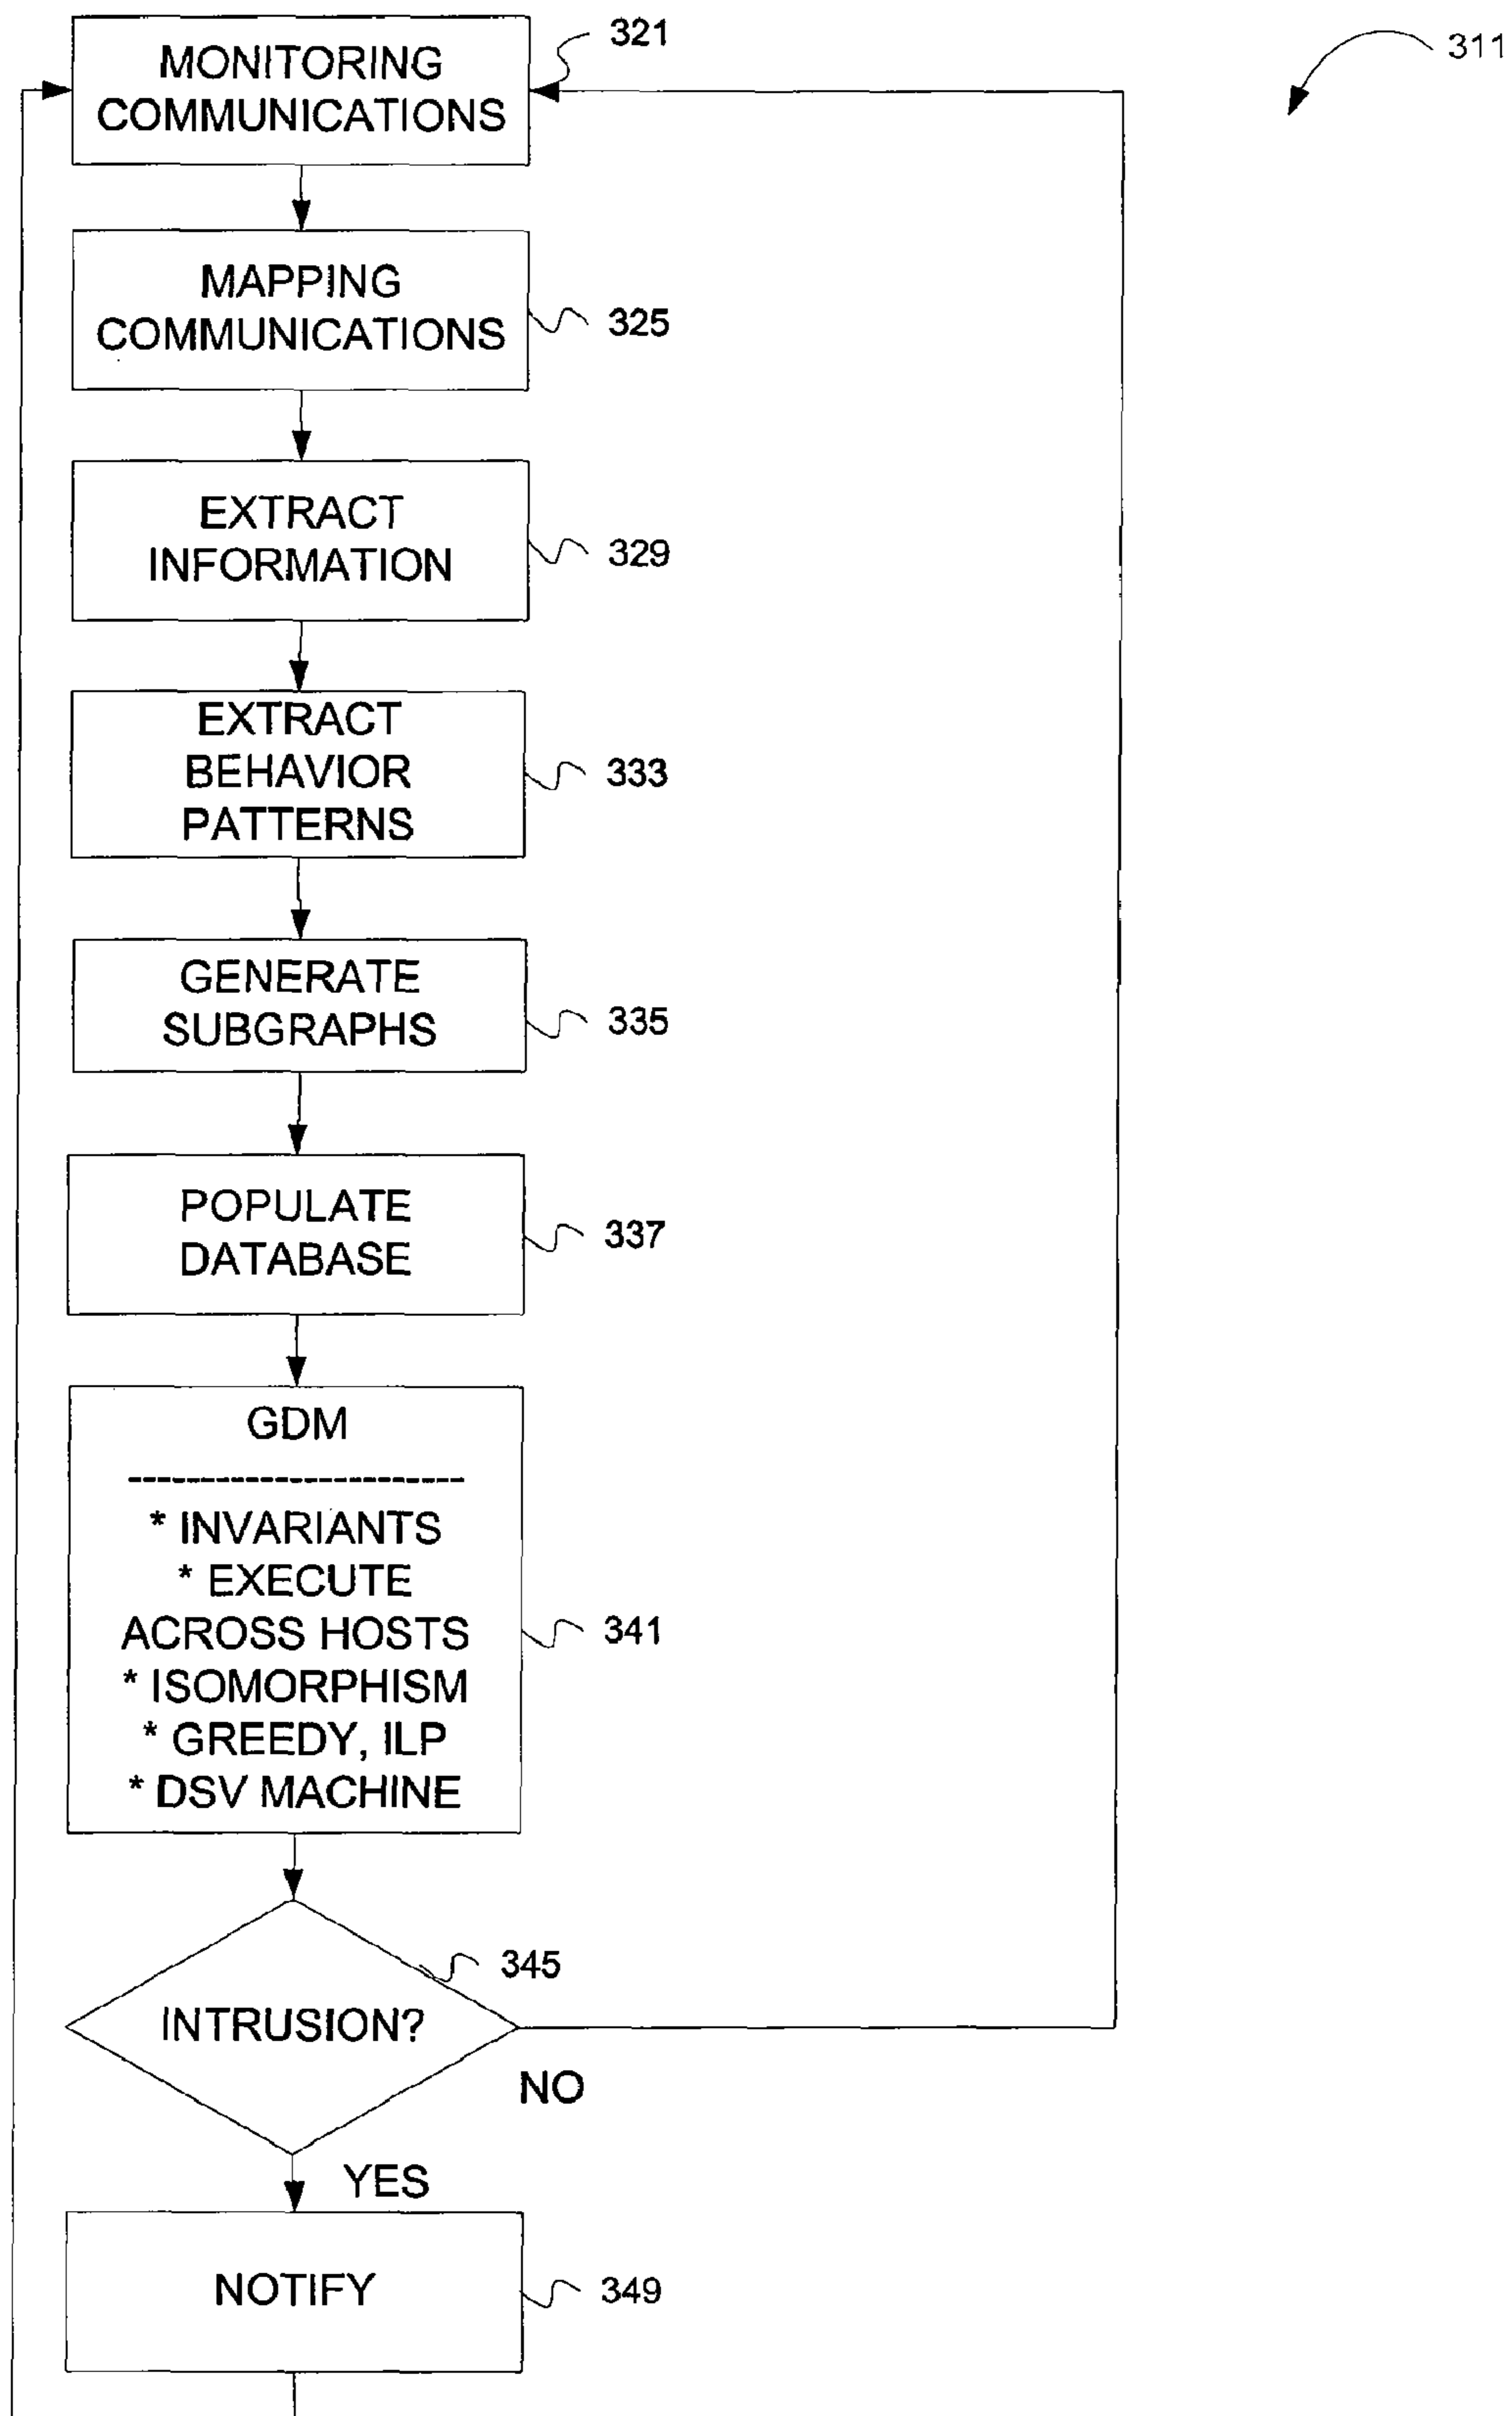 321
311
MONITORING
COMMUNICATIONS
MAPPING
COMMUNICATIONS
325
EXTRACT
INFORMATION
329
EXTRACT
BEHAVIOR
PATTERNS
333
GENERATE
SUBGRAPHS
335
POPULATE
DATABASE
337
GDM
------------------------
* INVARIANTS
* EXECUTE
ACROSS HOSTS
* ISOMORPHISM
* GREEDY, ILP
* DSV MACHINE
341
345
INTRUSION?
NO
YES
NOTIFY
349